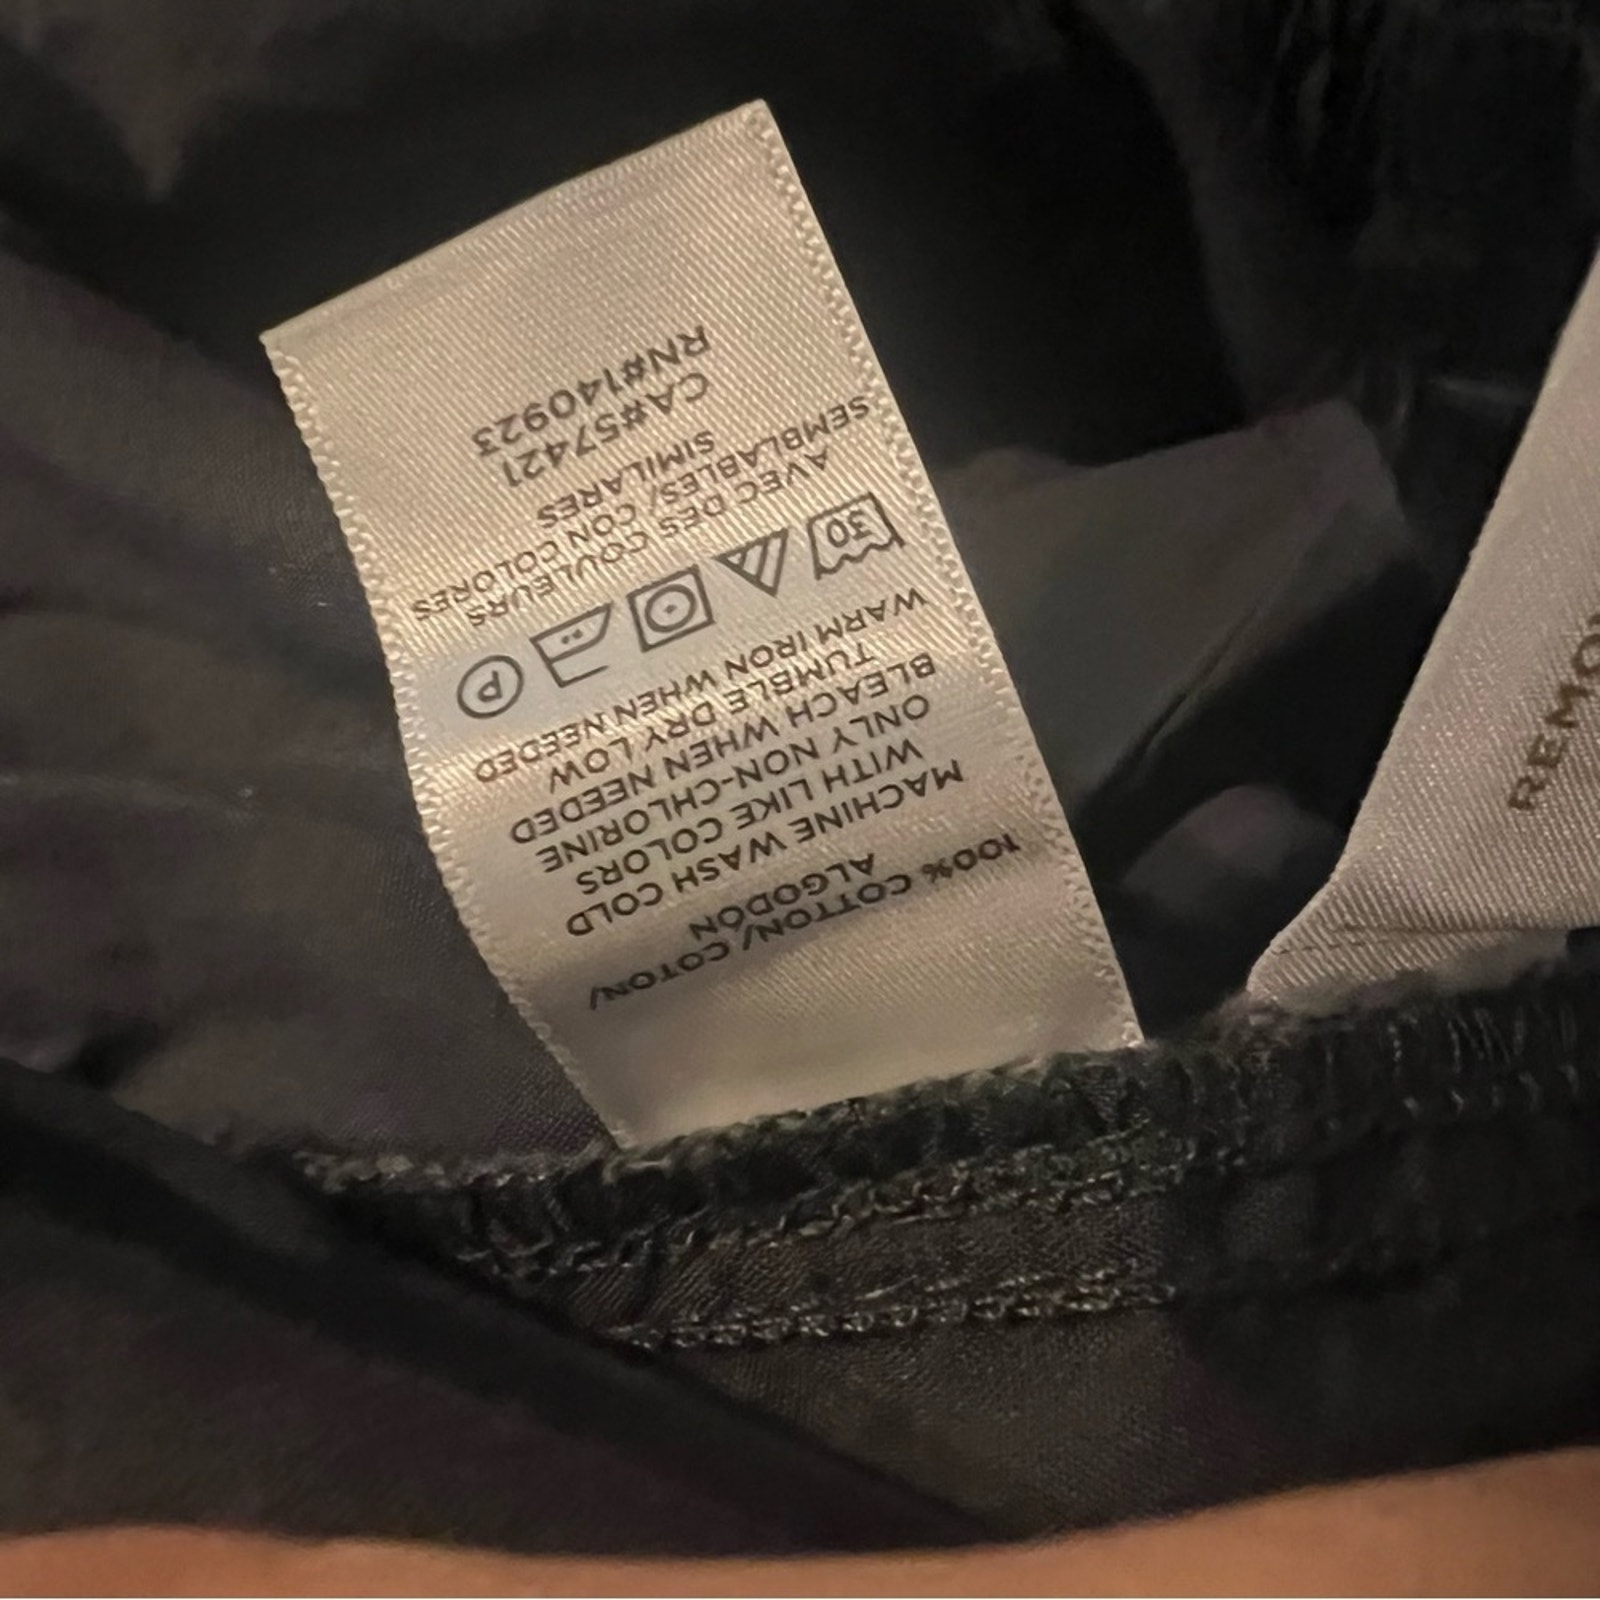 100% COTTON/ COTON/
ALGODÓN
MACHINE WASH COLD
WITH LIKE COLORS
ONLY NON-CHLORINE
BLEACH WHEN NEEDED
TUMBLE DRY LOW
WARM IRON WHEN NEEDED
30 P
AVEC DES COULEURS
SEMBLABLES/ CON COLORES
SIMILARES
CA#57421
RN#140923